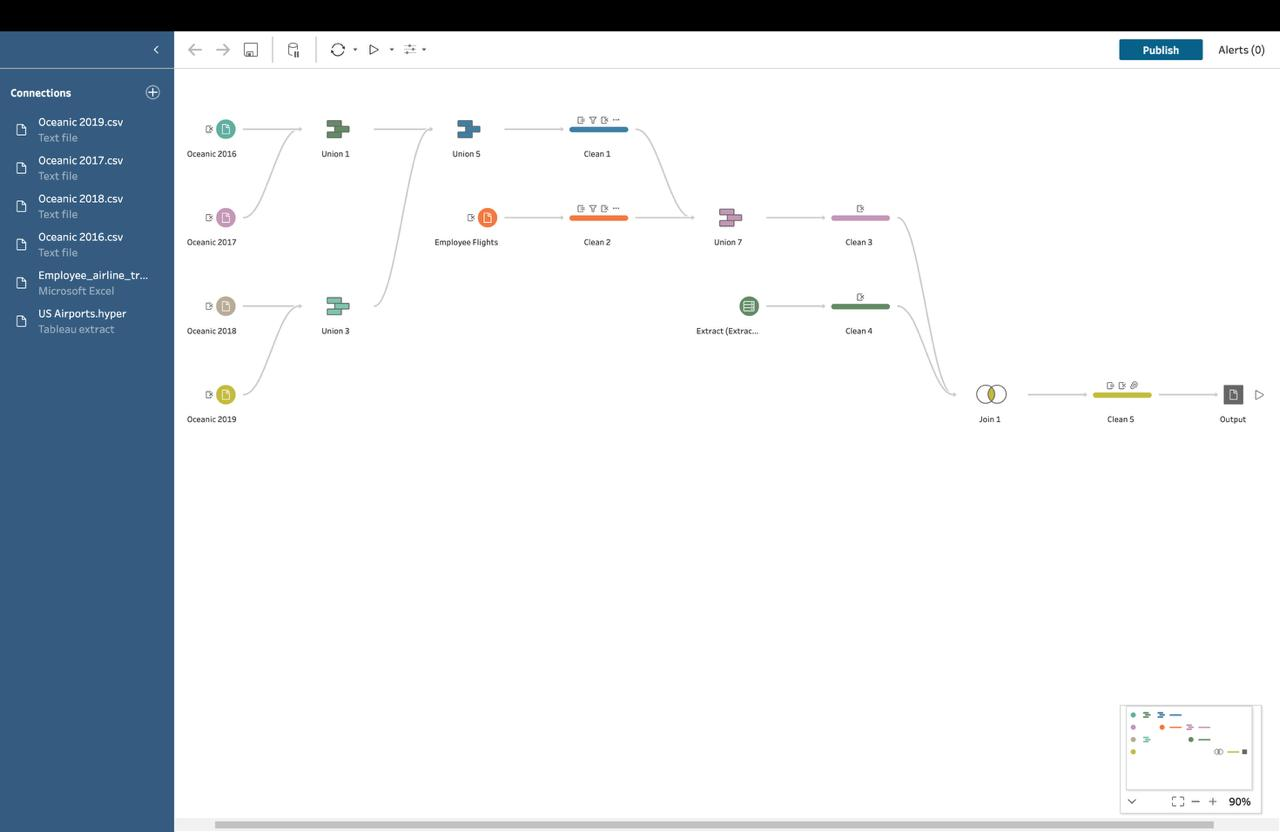 Publish
Alerts (0)
Connections
Oceanic 2019.csv
Text file
Oceanic 2017.csv
Text file
Oceanic 2018.csv
Text file
Oceanic 2016.csv
Text file
Employee_airline_tr...
Microsoft Excel
US Airports.hyper
Tableau extract
Oceanic 2016
Union 1
Union 5
Clean 1
Oceanic 2017
Employee Flights
Clean 2
Union 7
Clean 3
Oceanic 2018
Union 3
Extract (Extrac...
Clean 4
Oceanic 2019
Join 1
Clean 5
Output
90%